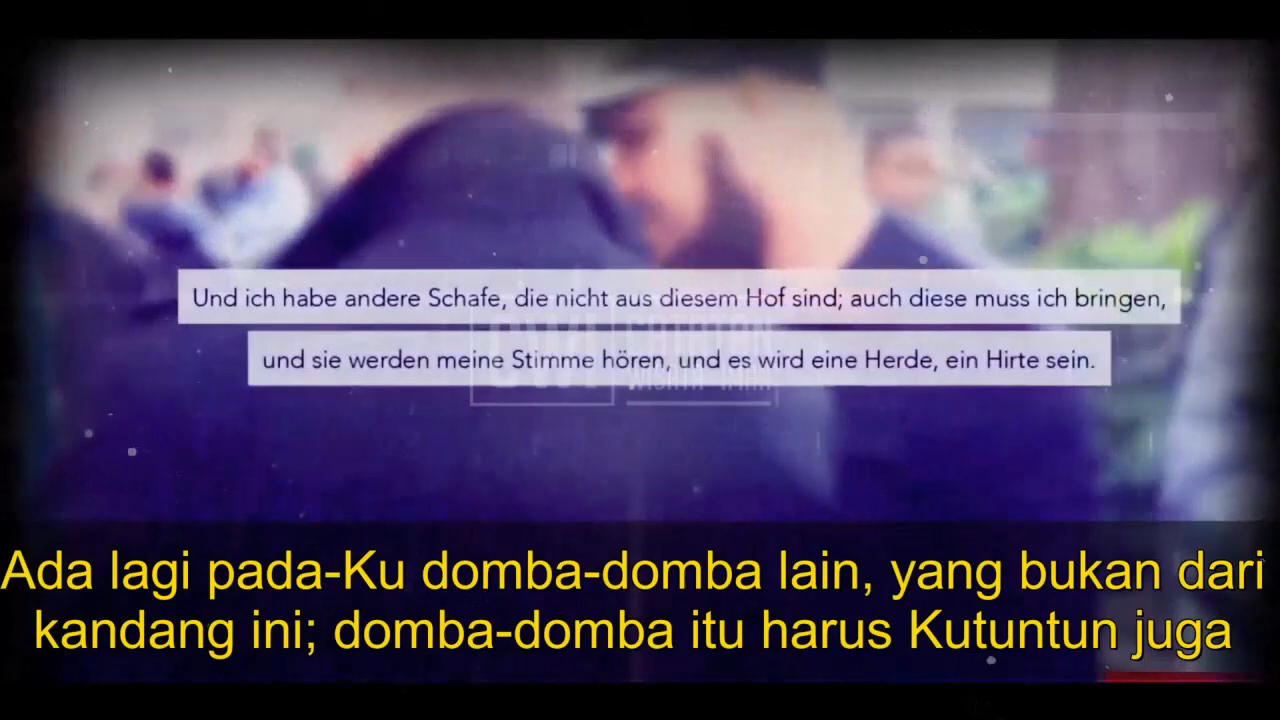 Und ich habe andere Schafe, die nicht aus diesem Hof sind; auch diese muss ich bringen,
und sie werden meine Stimme hören, und es wird eine Herde, ein Hirte sein.
Ada lagi pada-Ku domba-domba lain, yang bukan dari
kandang ini; domba-domba itu harus Kutuntun juga